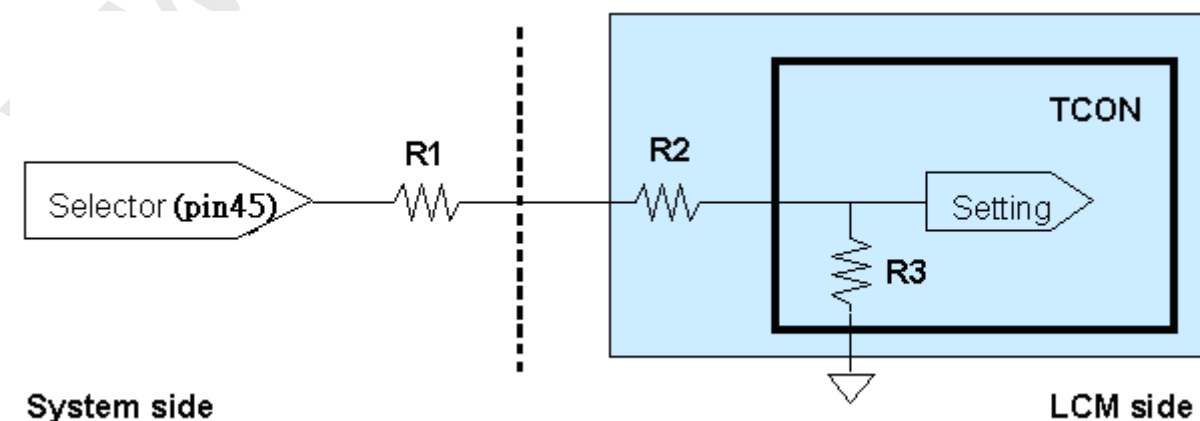 TCON
R1
R2
Selector (pin45)
Setting
R3
System side
LCM side